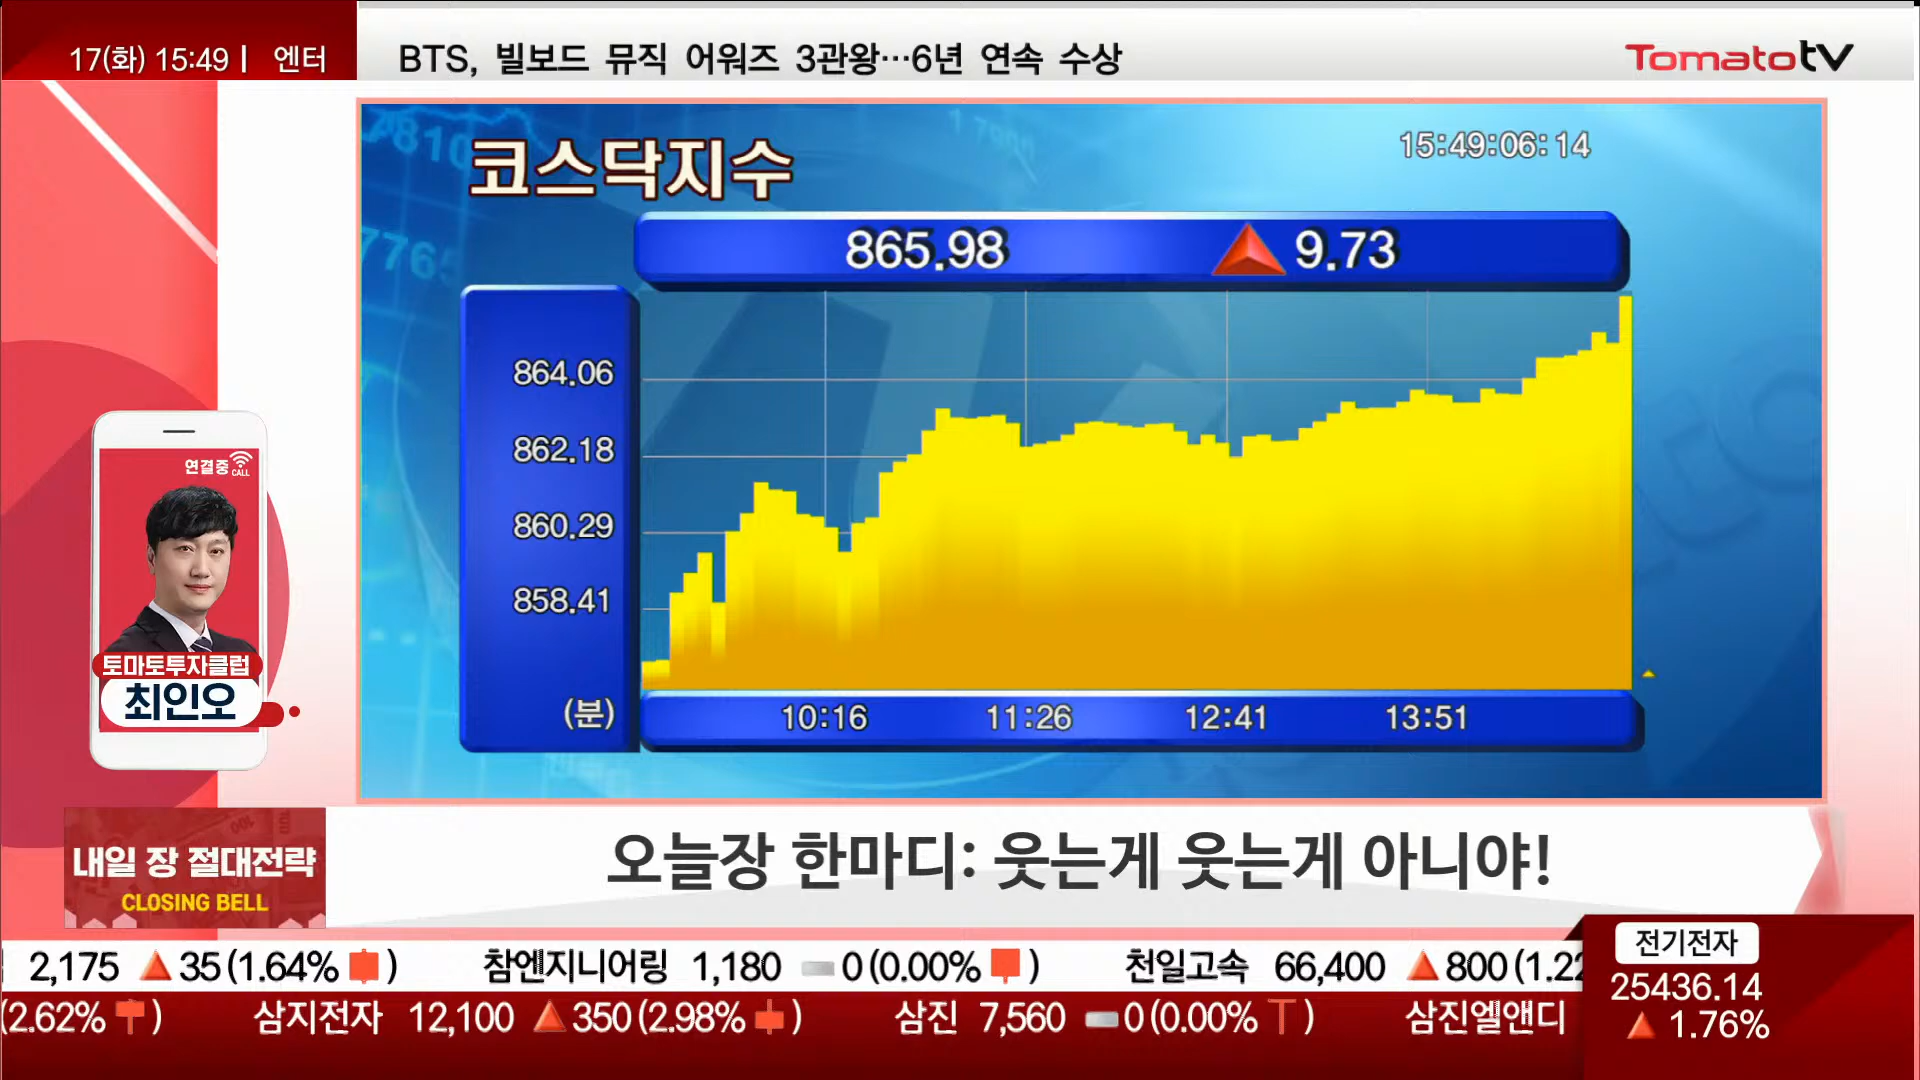 17(화) 15:49 | 엔터
BTS, 빌보드 뮤직 어워즈 3관왕…6년 연속 수상
Tomato tV
코스닥지수
15:49:06:14
865.98 ▲ 9.73
864.06
862.18
860.29
858.41
(분)
10:16 11:26 12:41 13:51
연결중
CALL
토마토투자클럽
최인오
내일 장 절대전략
CLOSING BELL
오늘장 한마디: 웃는게 웃는게 아니야!
2,175 ▲ 35(1.64% ) 참엔지니어링 1,180 0(0.00% ) 천일고속 66,400 ▲ 800(1.22
(2.62% ) 삼지전자 12,100 ▲ 350(2.98% ) 삼진 7,560 0(0.00% ) 삼진엘앤디
전기전자
25436.14
▲ 1.76%